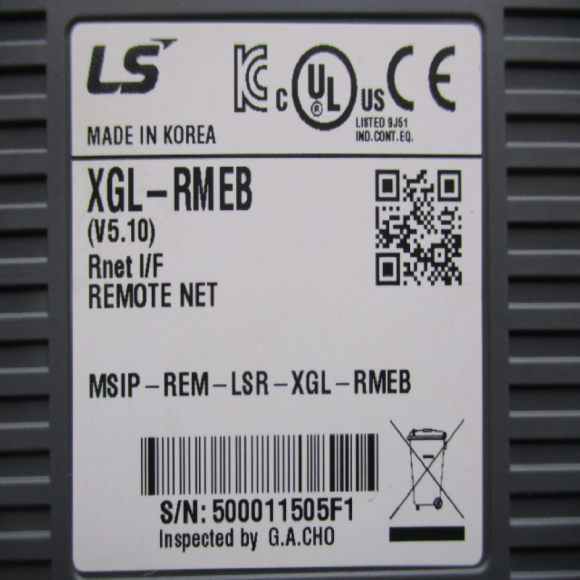 LS
C UL US CE
®
LISTED 9J51
IND.CONT.EQ.
MADE IN KOREA
XGL-RMEB
(V5.10)
Rnet I/F
REMOTE NET
MSIP-REM-LSR-XGL-RMEB
S/N: 500011505F1
Inspected by G.A.CHO